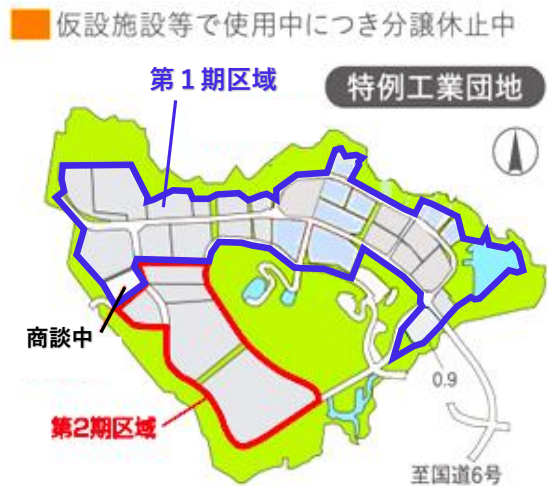 仮設施設等で使用中につき分譲休止中
第1期区域
特例工業団地
商談中
0.9
第2期区域
至国道6号